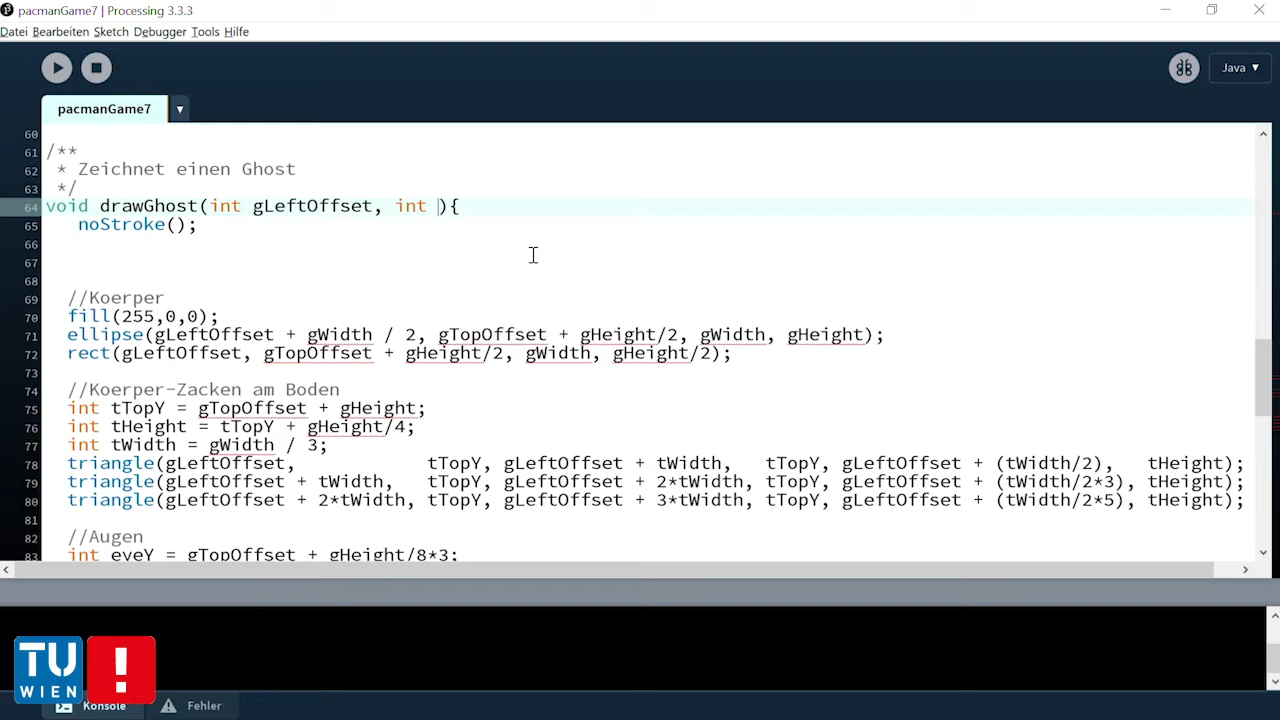 pacmanGame7 | Processing 3.3.3
Datei Bearbeiten Sketch Debugger Tools Hilfe
Java ▼
pacmanGame7 ▼
60
61 /**
62 * Zeichnet einen Ghost
63 */
64 void drawGhost(int gLeftOffset, int ){
65 noStroke();
66
67
68
69 //Koerper
70 fill(255,0,0);
71 ellipse(gLeftOffset + gWidth / 2, gTopOffset + gHeight/2, gWidth, gHeight);
72 rect(gLeftOffset, gTopOffset + gHeight/2, gWidth, gHeight/2);
73
74 //Koerper-Zacken am Boden
75 int tTopY = gTopOffset + gHeight;
76 int tHeight = tTopY + gHeight/4;
77 int tWidth = gWidth / 3;
78 triangle(gLeftOffset, tTopY, gLeftOffset + tWidth, tTopY, gLeftOffset + (tWidth/2), tHeight);
79 triangle(gLeftOffset + tWidth, tTopY, gLeftOffset + 2*tWidth, tTopY, gLeftOffset + (tWidth/2*3), tHeight);
80 triangle(gLeftOffset + 2*tWidth, tTopY, gLeftOffset + 3*tWidth, tTopY, gLeftOffset + (tWidth/2*5), tHeight);
81
82 //Augen
83 int eyeY = gTopOffset + gHeight/8*3;
TU
WIEN
!
Konsole Fehler